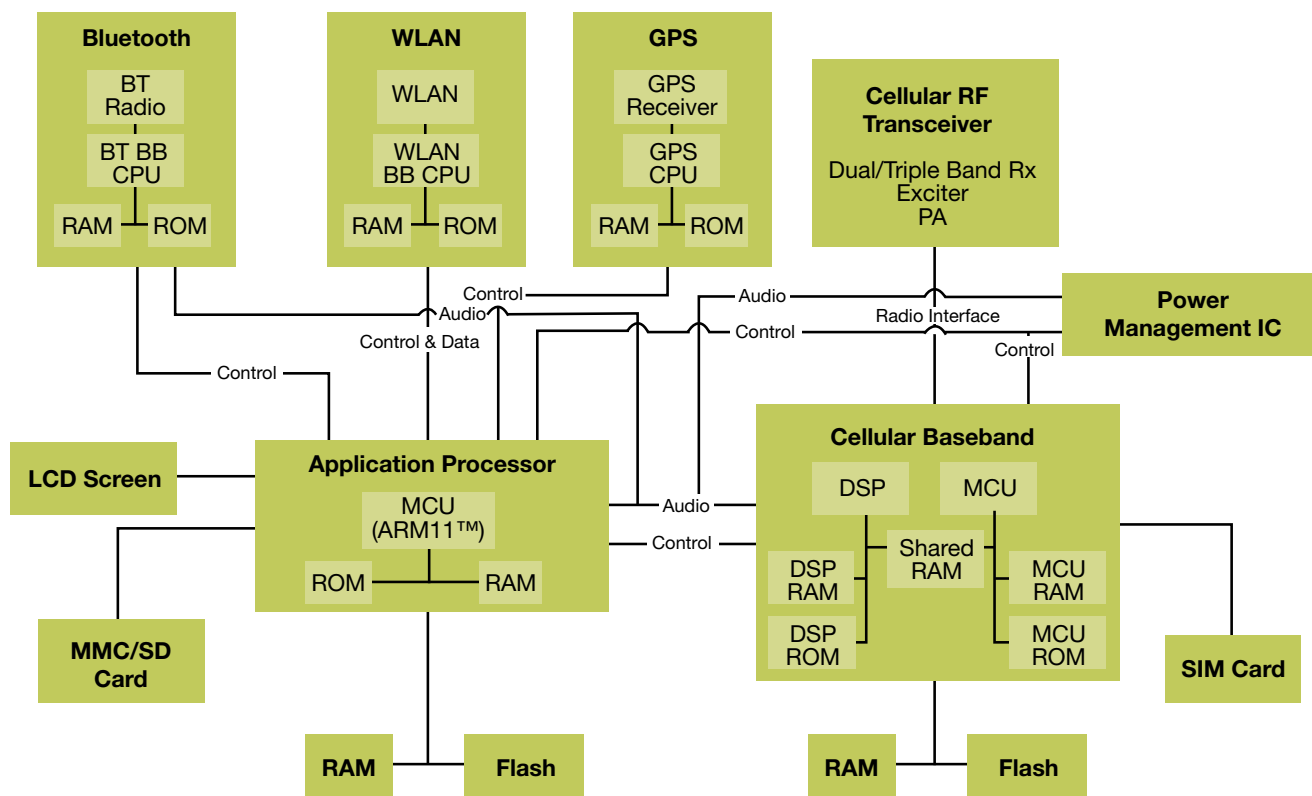 Bluetooth
BT
Radio
BT BB
CPU
RAM
ROM
WLAN
WLAN
WLAN
BB CPU
RAM
ROM
GPS
GPS
Receiver
GPS
CPU
RAM
ROM
Cellular RF
Transceiver
Dual/Triple Band Rx
Exciter
PA
Power
Management IC
Control
Audio
Audio
Radio Interface
Control & Data
Control
Control
Control
LCD Screen
Application Processor
MCU
(ARM11™)
ROM
RAM
Audio
Control
Cellular Baseband
DSP
MCU
Shared
RAM
DSP
RAM
MCU
RAM
DSP
ROM
MCU
ROM
MMC/SD
Card
SIM Card
RAM
Flash
RAM
Flash